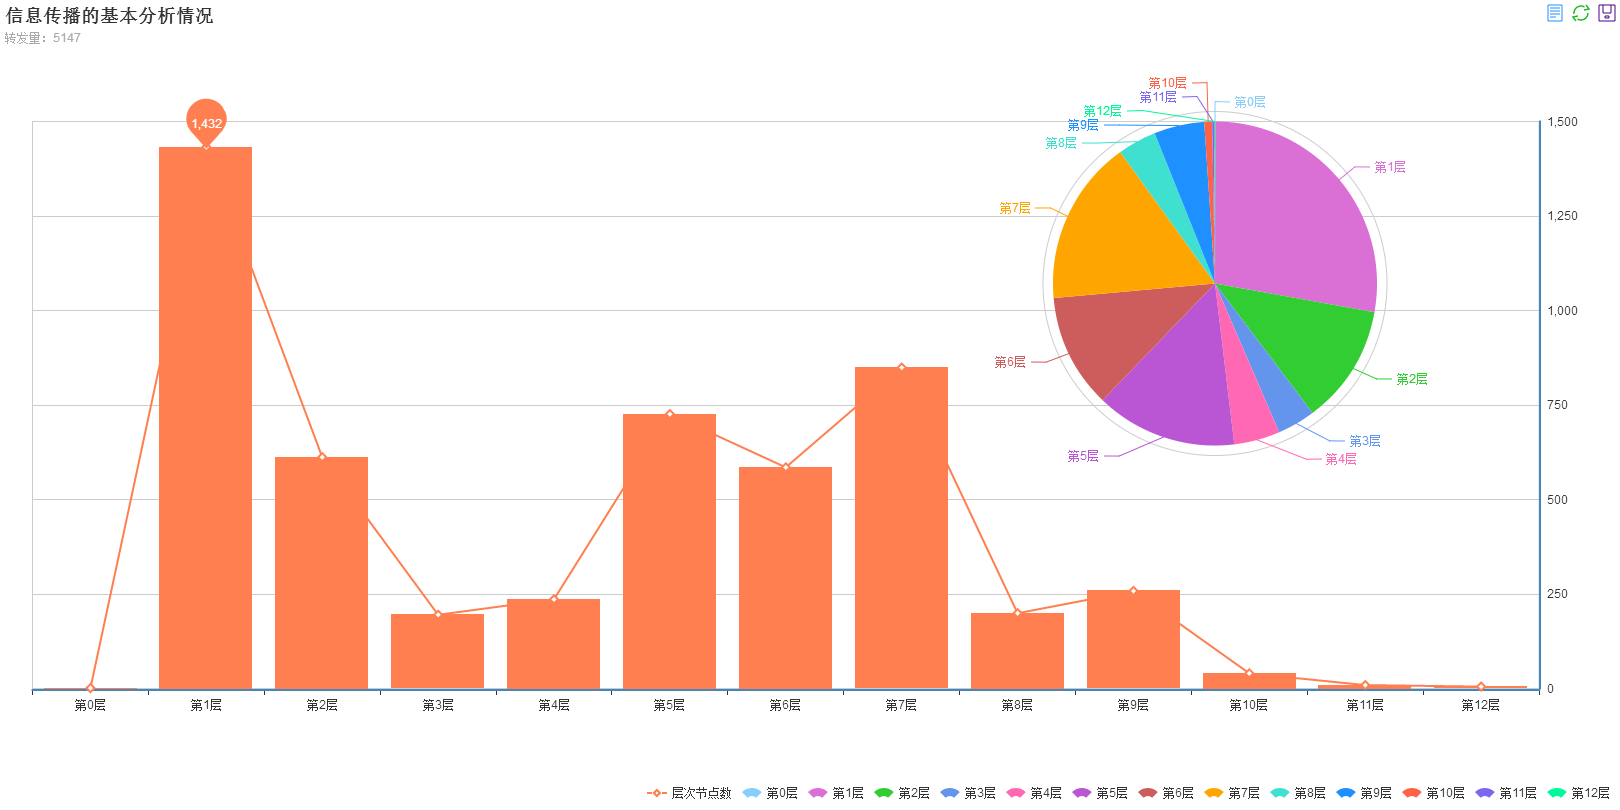 信息传播的基本分析情况
转发量：5147
1,432
第10层
第11层
第0层
第12层
第9层
第8层
第1层
第7层
第6层
第2层
第3层
第5层
第4层
1,500
1,250
1,000
750
500
250
0
第0层 第1层 第2层 第3层 第4层 第5层 第6层 第7层 第8层 第9层 第10层 第11层 第12层
层次节点数 第0层 第1层 第2层 第3层 第4层 第5层 第6层 第7层 第8层 第9层 第10层 第11层 第12层